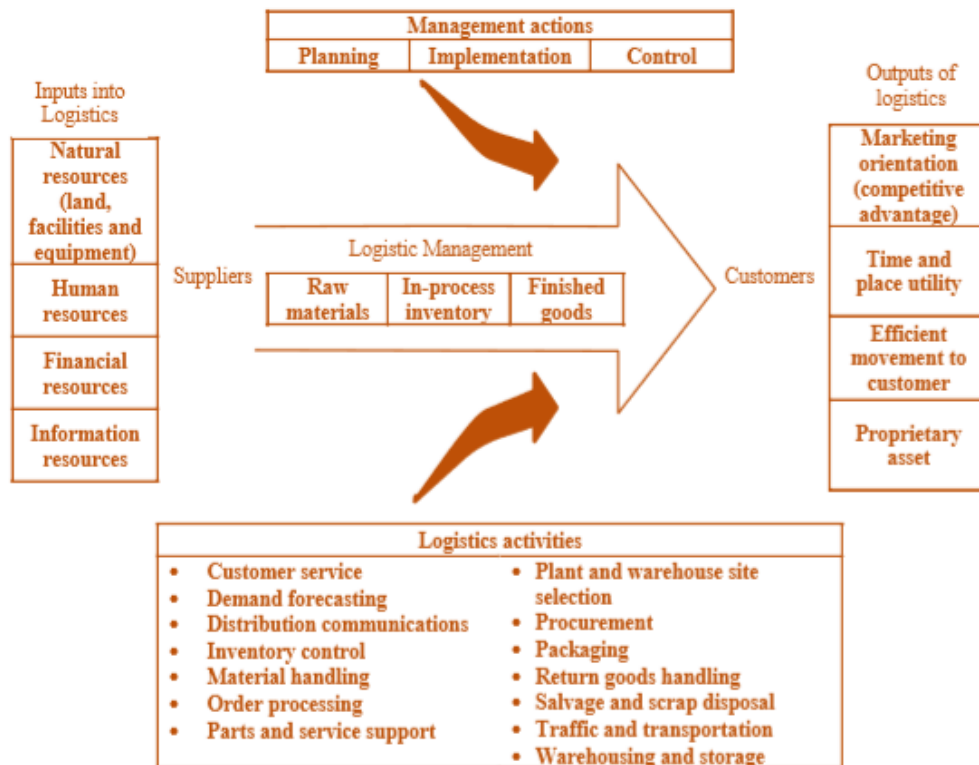 Management actions
Planning
Implementation
Control
Inputs into
Logistics
Natural
resources
(land,
facilities and
equipment)
Human
resources
Financial
resources
Information
resources
Suppliers
Logistic Management
Raw
materials
In-process
inventory
Finished
goods
Customers
Outputs of
logistics
Marketing
orientation
(competitive
advantage)
Time and
place utility
Efficient
movement to
customer
Proprietary
asset
Logistics activities
• Customer service
• Demand forecasting
• Distribution communications
• Inventory control
• Material handling
• Order processing
• Parts and service support
• Plant and warehouse site
selection
• Procurement
• Packaging
• Return goods handling
• Salvage and scrap disposal
• Traffic and transportation
• Warehousing and storage